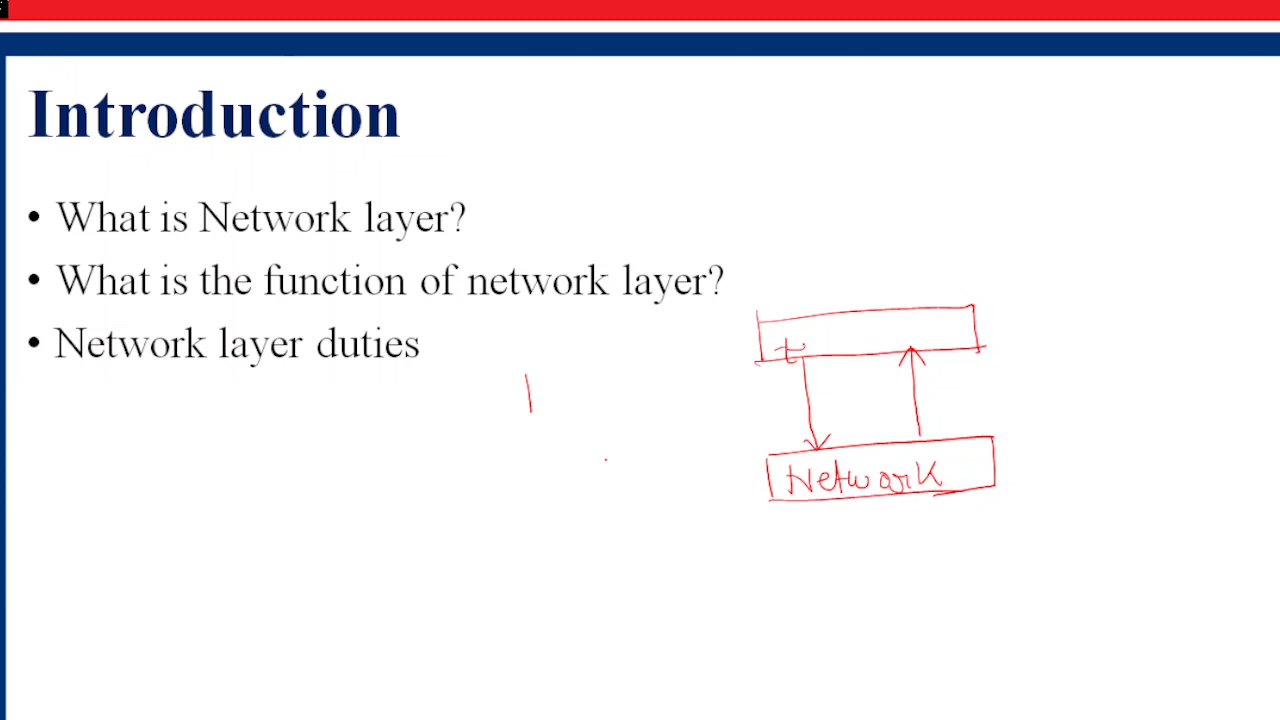 Introduction
• What is Network layer?
• What is the function of network layer?
• Network layer duties
t
Network